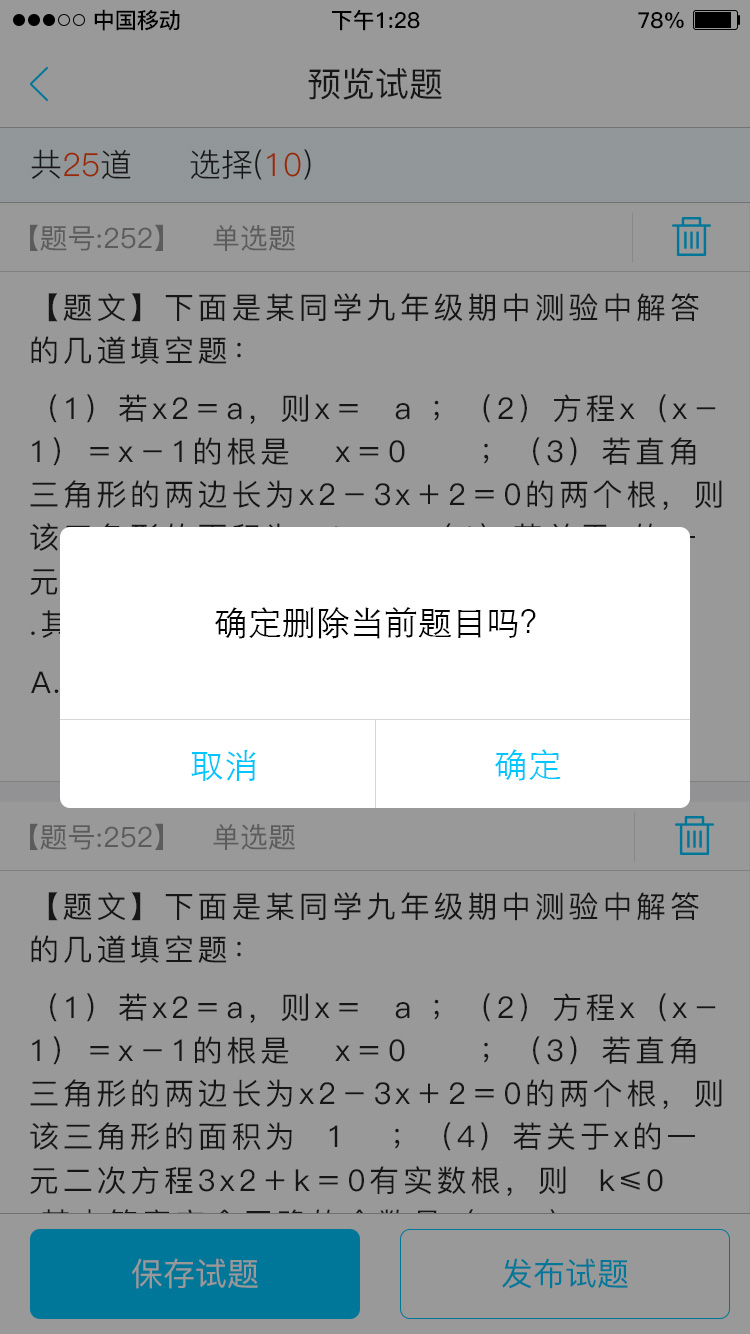 中国移动 下午1:28 78%
预览试题
共25道 选择(10)
【题号:252】 单选题
【题文】下面是某同学九年级期中测验中解答
的几道填空题：
（1）若x2＝a，则x＝ a ；（2）方程x（x－
1）＝x－1的根是 x＝0 ；（3）若直角
三角形的两边长为x2－3x＋2＝0的两个根，则
该
元
.其
A.
确定删除当前题目吗？
取消 确定
【题号:252】 单选题
【题文】下面是某同学九年级期中测验中解答
的几道填空题：
（1）若x2＝a，则x＝ a ；（2）方程x（x－
1）＝x－1的根是 x＝0 ；（3）若直角
三角形的两边长为x2－3x＋2＝0的两个根，则
该三角形的面积为 1 ；（4）若关于x的一
元二次方程3x2＋k＝0有实数根，则 k≤0
保存试题 发布试题